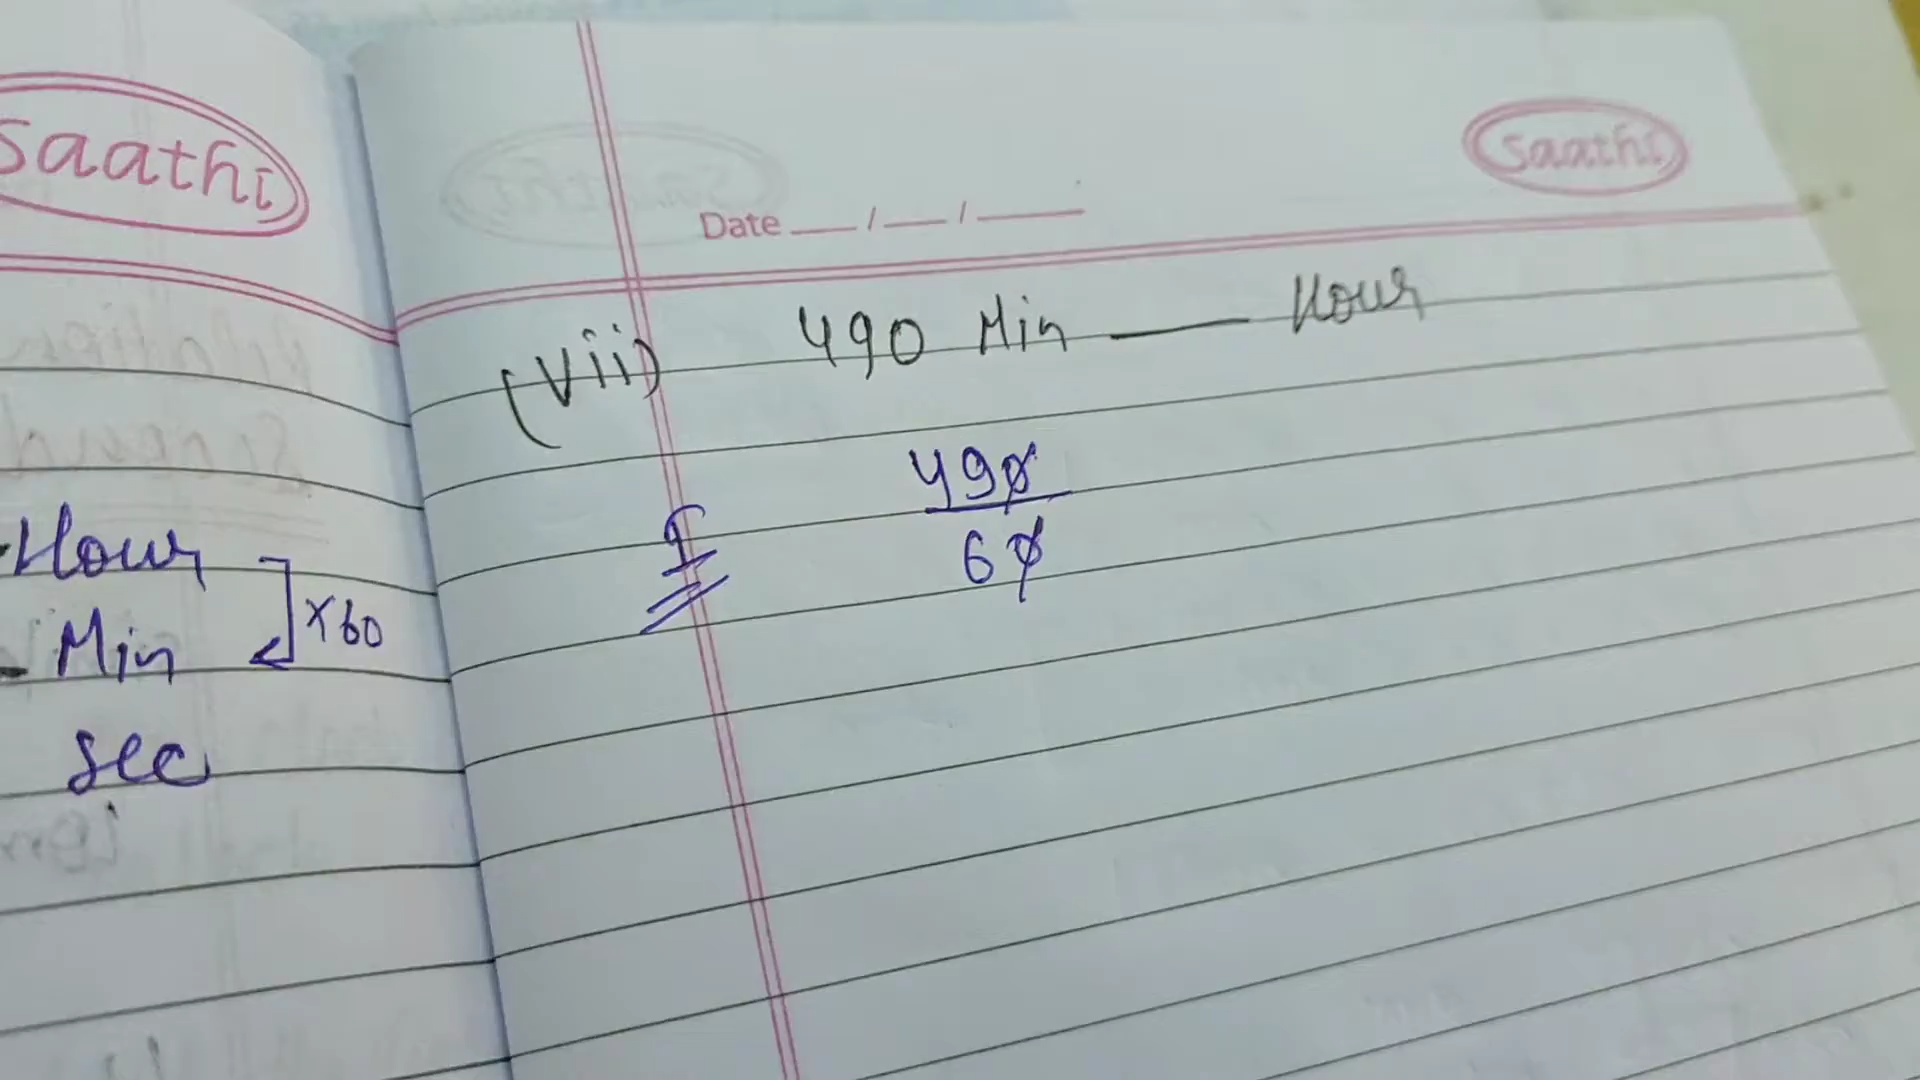 saathi
Hour
Min
x60
sec
saathi
Date __/__/____
(vii) 490 Min —— Hour
490
60